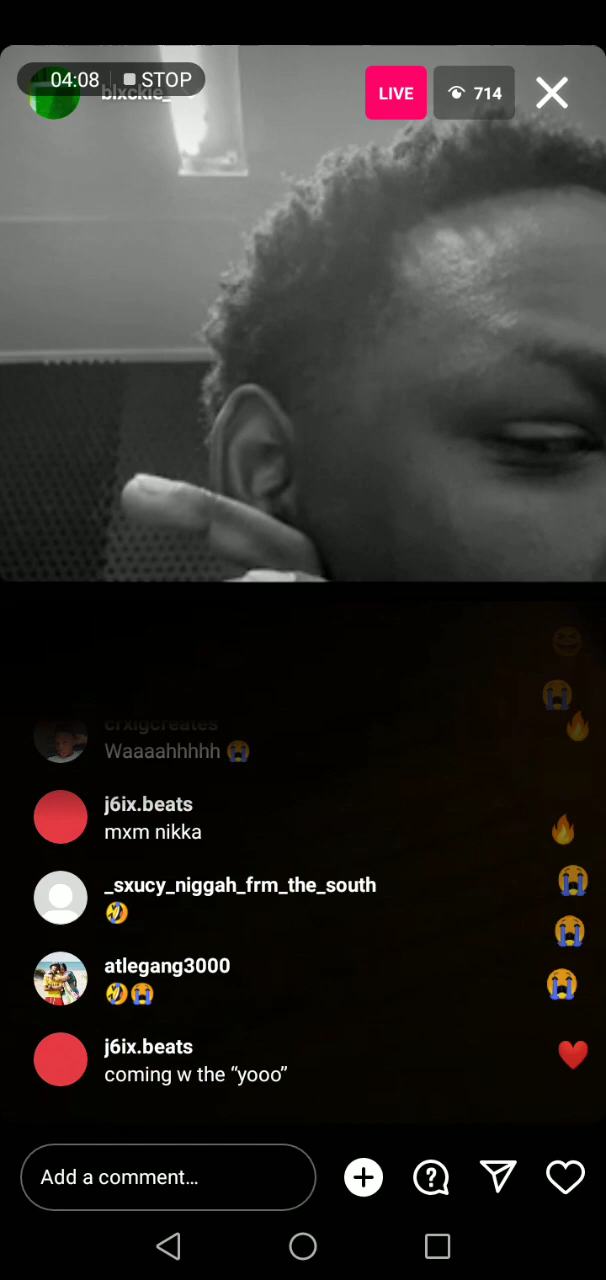 04:08 STOP
blxckie_
LIVE
714
crxigcreates
Waaaahhhhh 😭
j6ix.beats
mxm nikka
_sxucy_niggah_frm_the_south
🤣
atlegang3000
🤣😭
j6ix.beats
coming w the “yooo”
Add a comment...